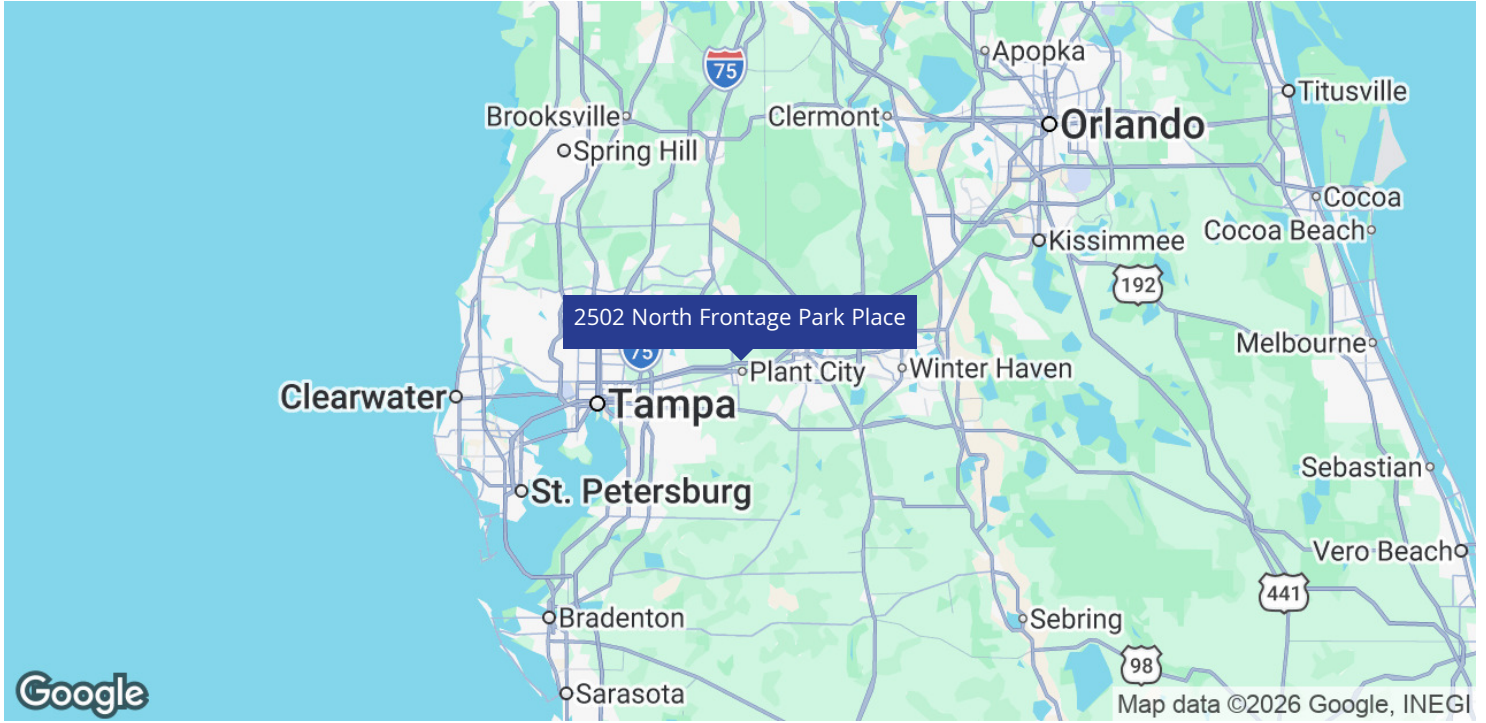 75
Apopka
Titusville
Brooksville
Clermont
Orlando
Spring Hill
Cocoa
Cocoa Beach
Kissimmee
192
2502 North Frontage Park Place
75
Melbourne
Plant City
Winter Haven
Clearwater
Tampa
Sebastian
St. Petersburg
Vero Beach
441
Bradenton
Sebring
98
Sarasota
Google
Map data ©2026 Google, INEGI